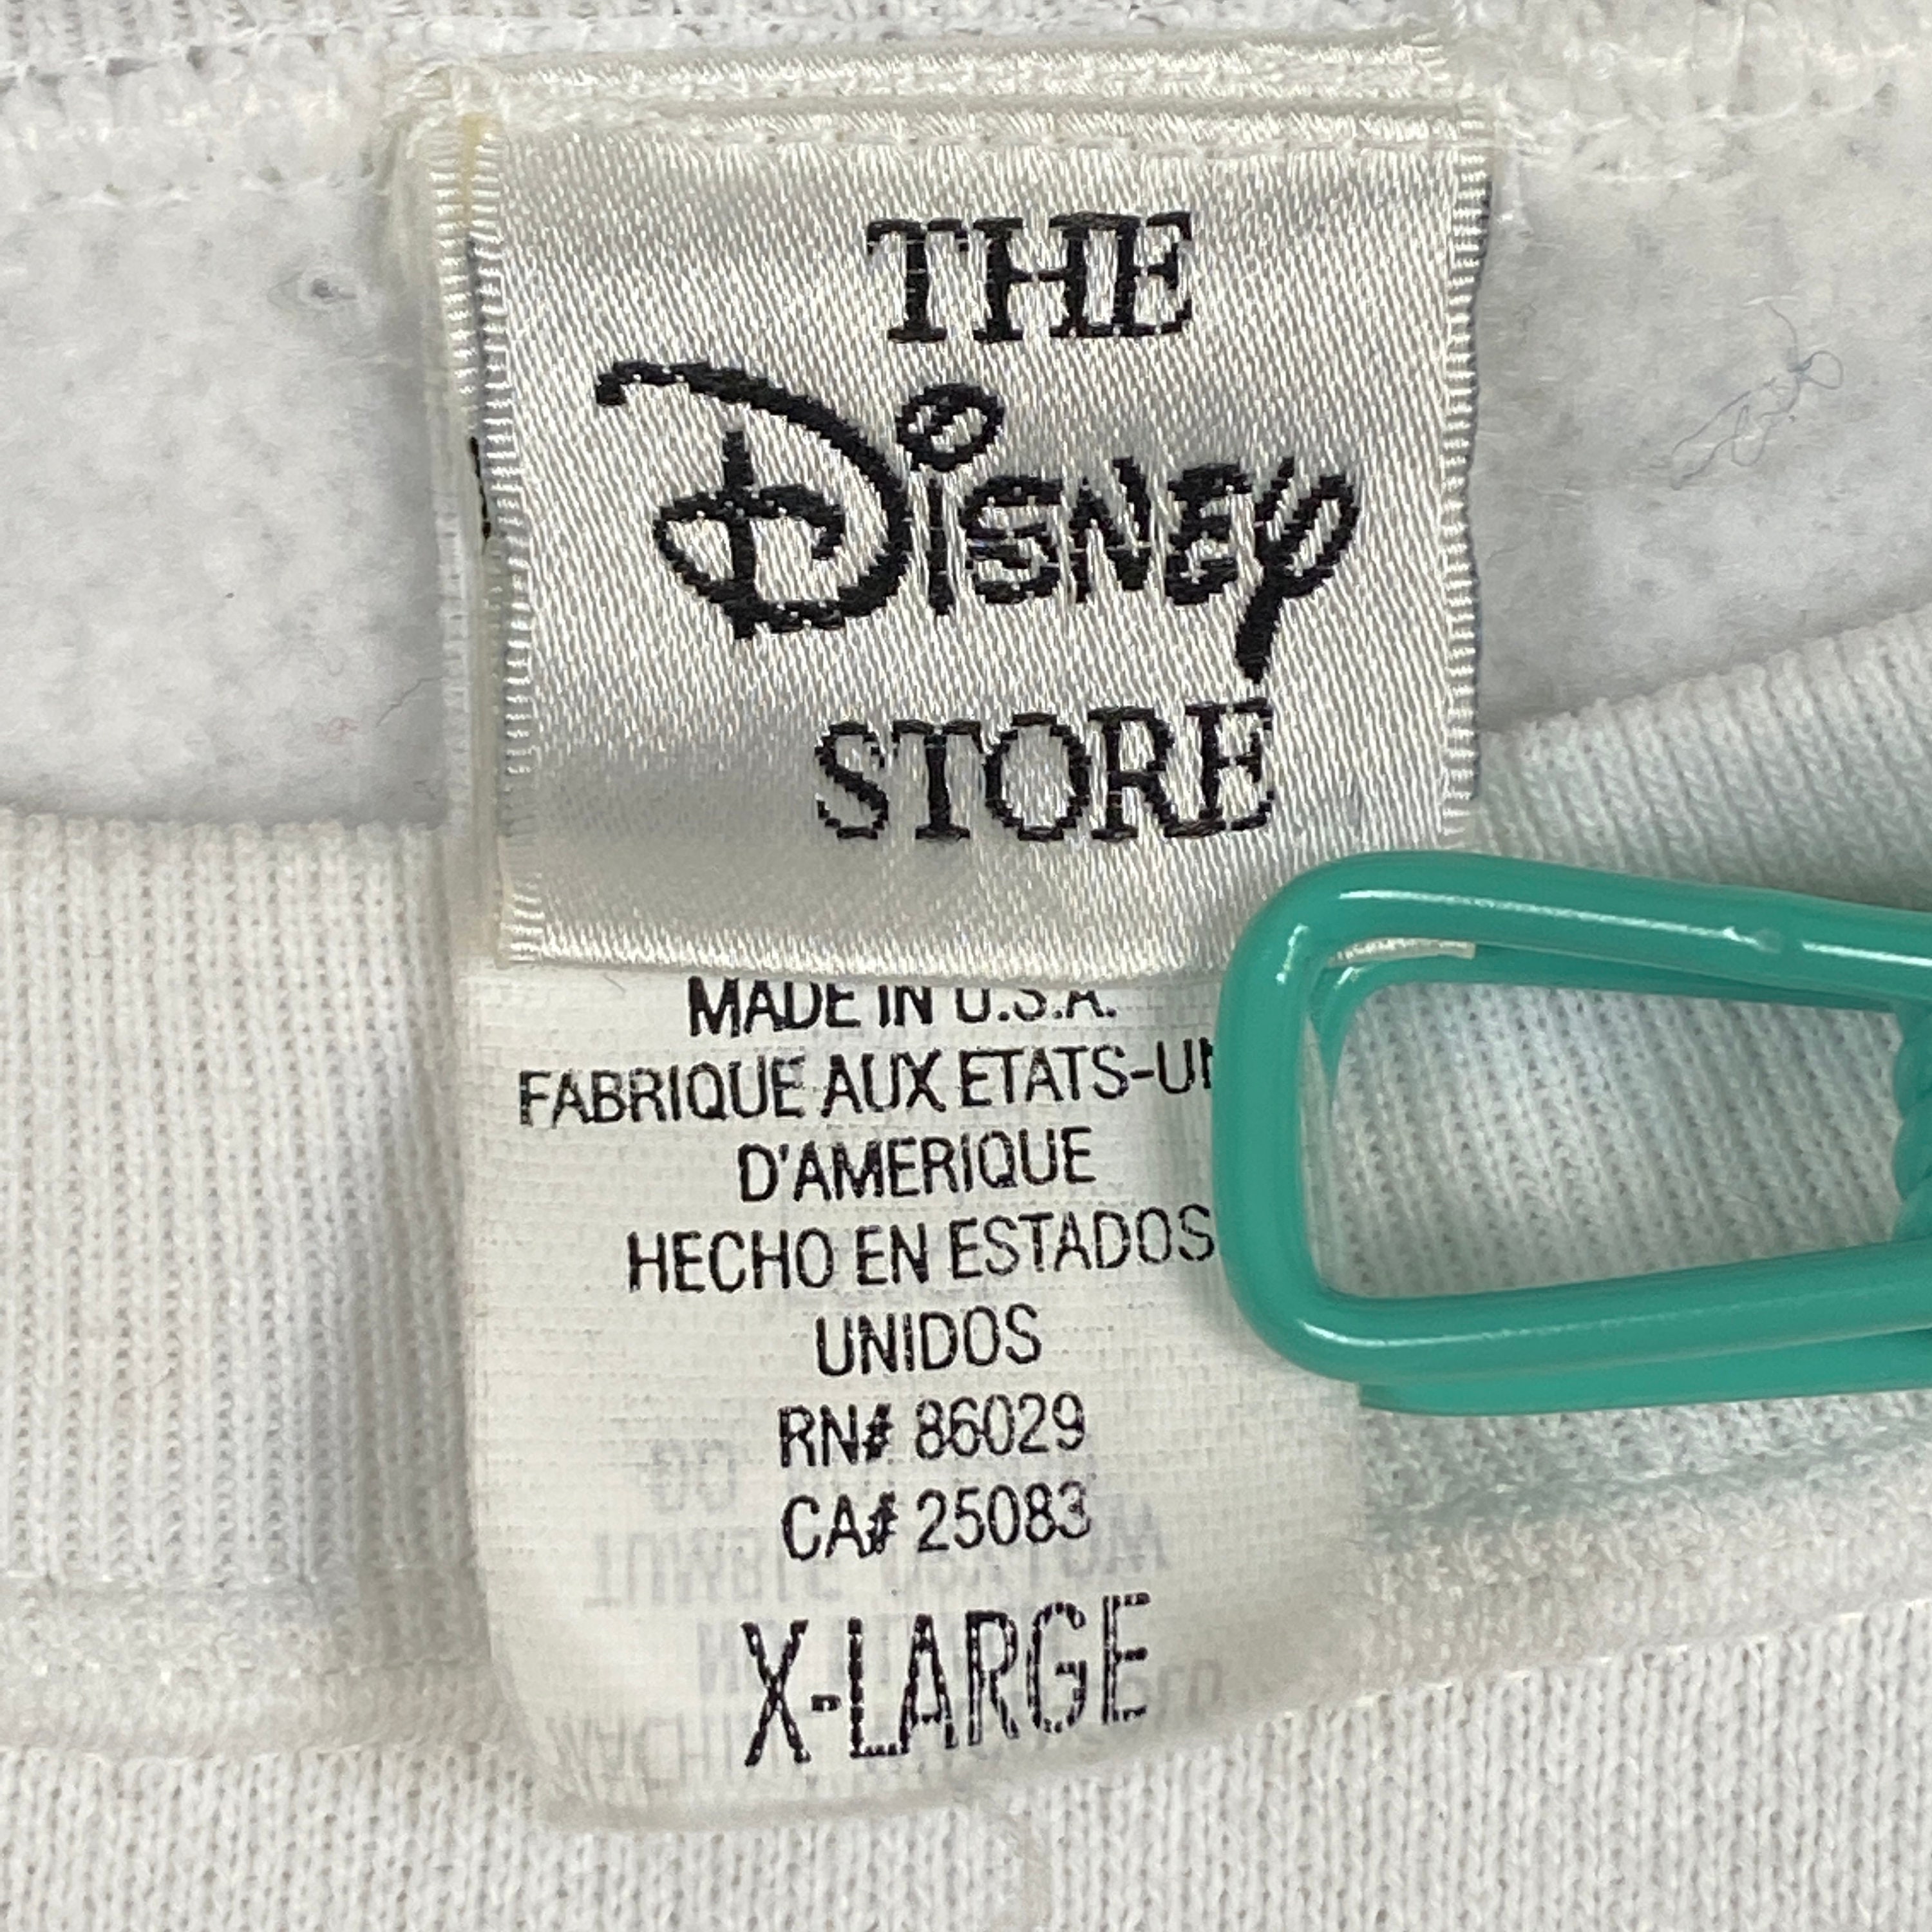 THE
Disney
STORE
MADE IN U.S.A.
FABRIQUE AUX ETATS-UN
D'AMERIQUE
HECHO EN ESTADOS
UNIDOS
RN# 86029
CA# 25083
X-LARGE